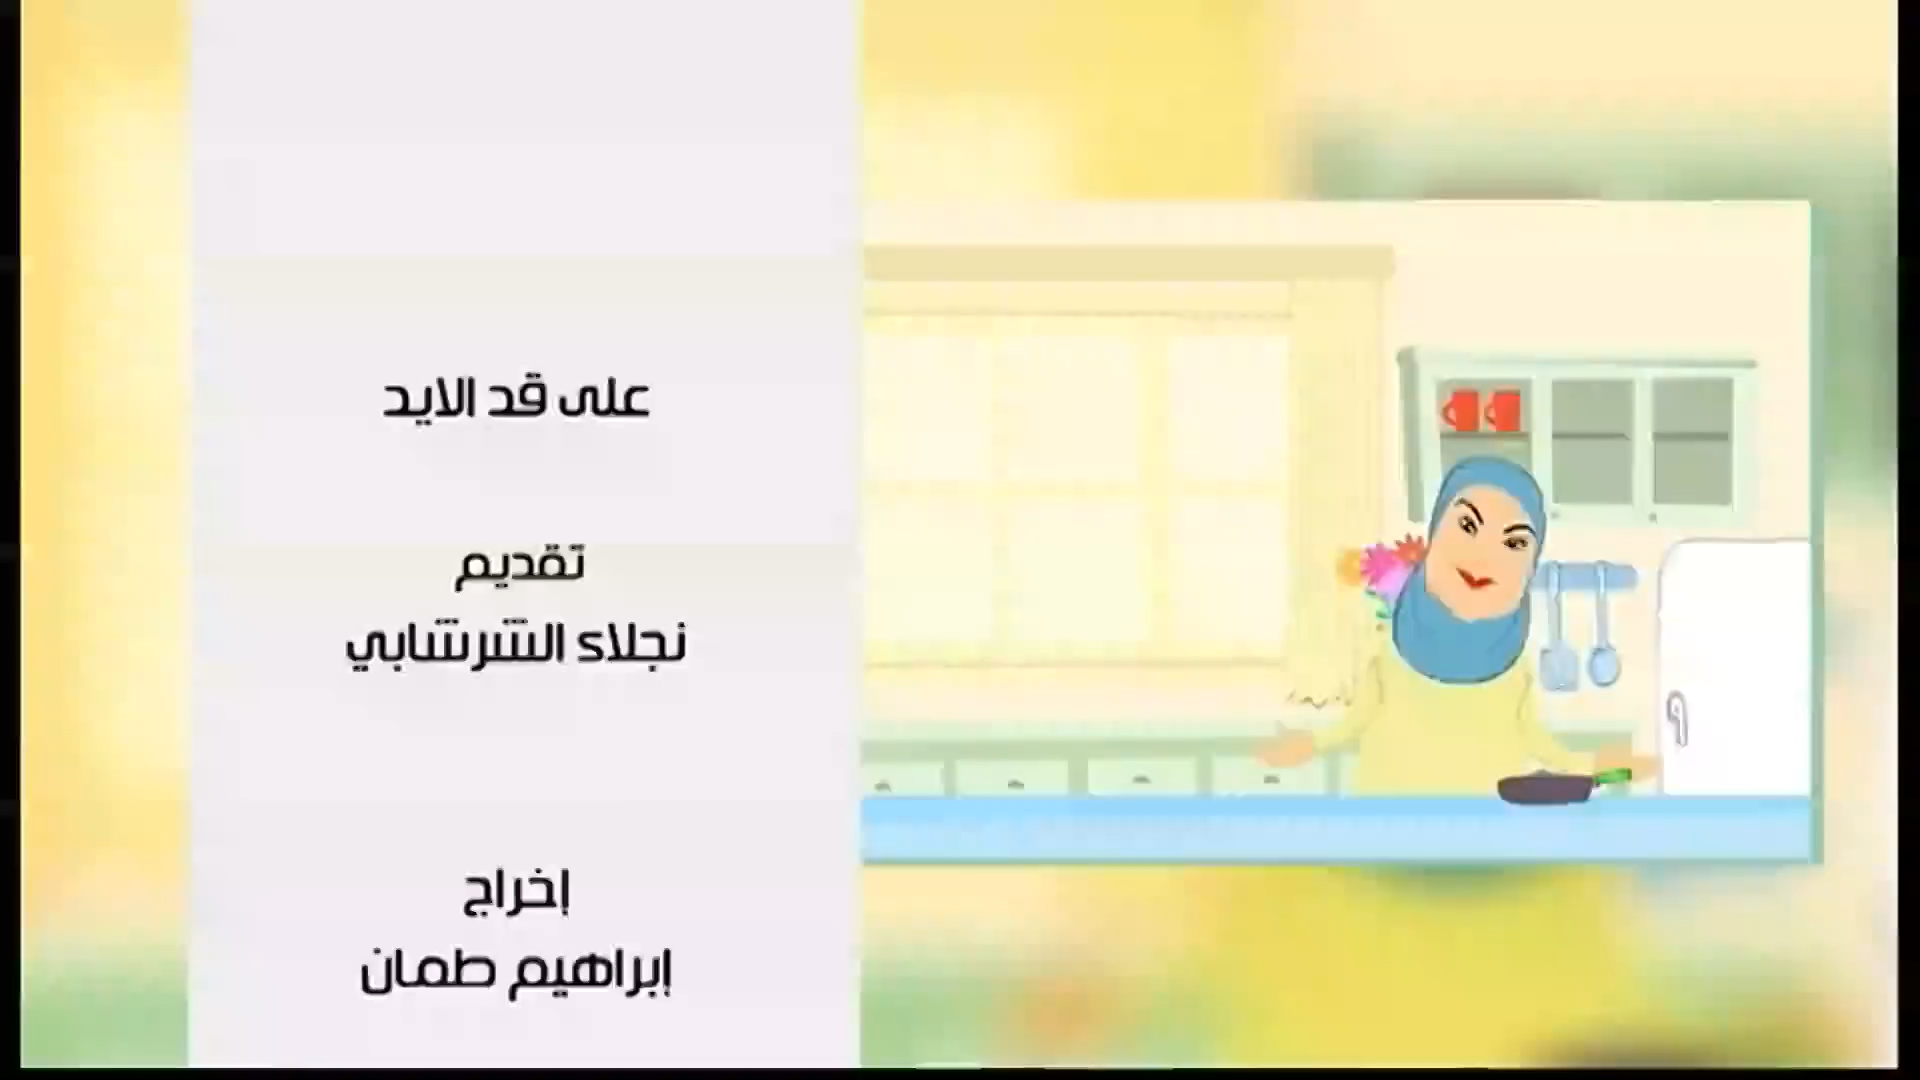 على قد الايد
تقديم
نجلاء الشرشابي
إخراج
إبراهيم طمان